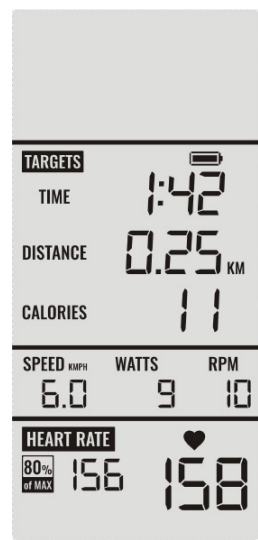 TARGETS
TIME 1:42
DISTANCE 0.25 KM
CALORIES 11
SPEED KMPH WATTS RPM
6.0 9 10
HEART RATE
80% of MAX 156 158